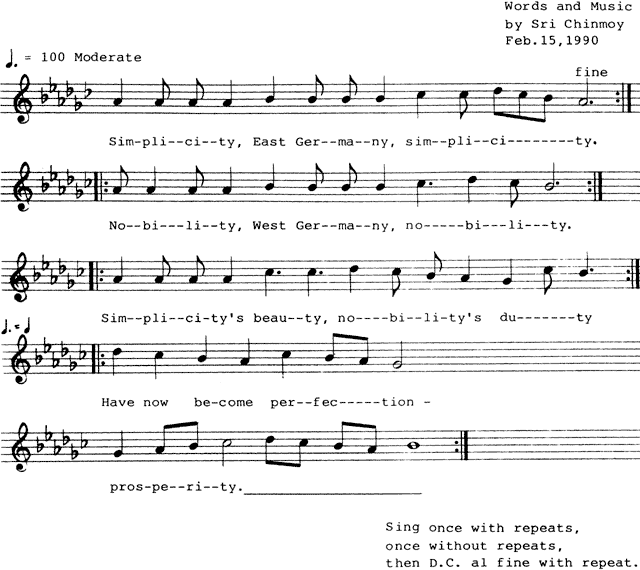 Words and Music
by Sri Chinmoy
Feb.15,1990
♩. = 100 Moderate
fine
Sim-pli--ci--ty, East Ger--ma--ny, sim--pli--ci--------ty.
No--bi---li--ty, West Ger--ma--ny, no-----bi---li---ty.
Sim--pli--ci-ty's beau--ty, no----bi--li-ty's du-------ty
♩. = ♩
Have now be-come per--fec-----tion -
pros-pe--ri--ty.
Sing once with repeats,
once without repeats,
then D.C. al fine with repeat.